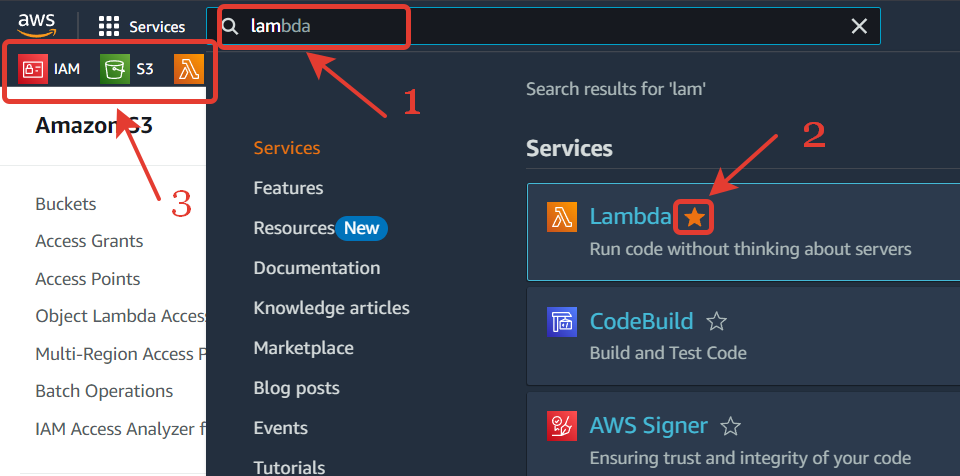 aws
Services
lambda
IAM
S3
1
Search results for 'lam'
Amazon S3
3
Buckets
Access Grants
Access Points
Object Lambda Access
Multi-Region Access P
Batch Operations
IAM Access Analyzer f
Services
Features
Resources New
Documentation
Knowledge articles
Marketplace
Blog posts
Events
Tutorials
Services
2
Lambda
Run code without thinking about servers
CodeBuild
Build and Test Code
AWS Signer
Ensuring trust and integrity of your code